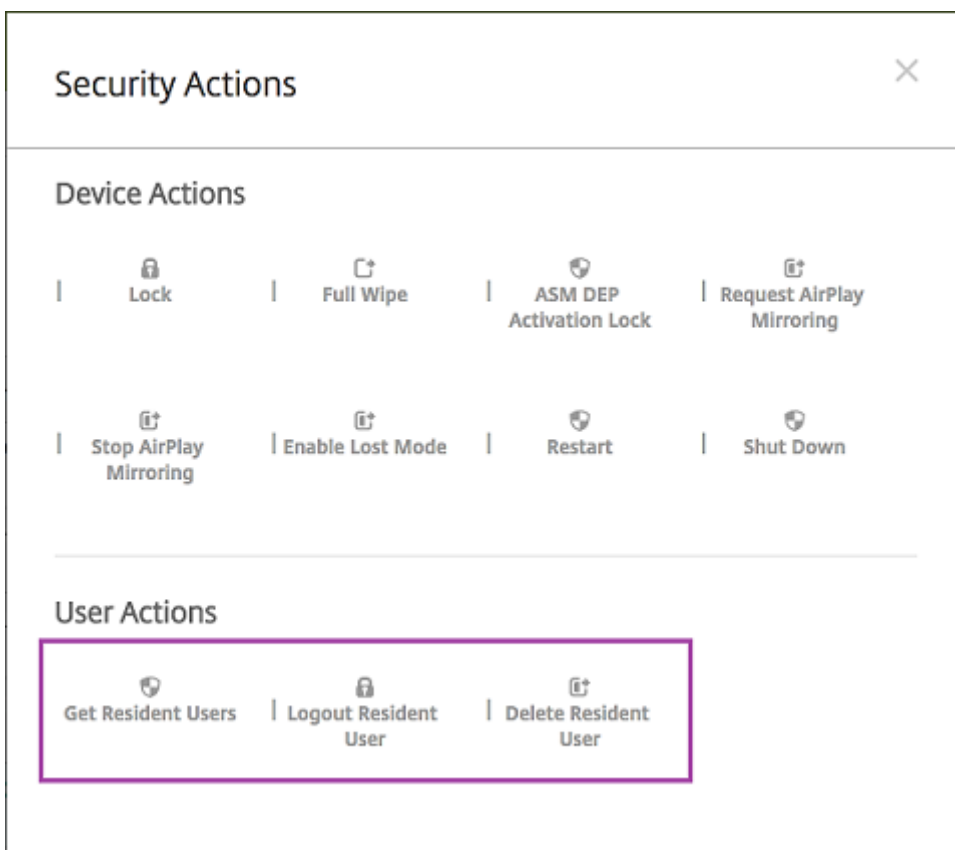 Security Actions
Device Actions
Lock
Full Wipe
ASM DEP
Activation Lock
Request AirPlay
Mirroring
Stop AirPlay
Mirroring
Enable Lost Mode
Restart
Shut Down
User Actions
Get Resident Users
Logout Resident
User
Delete Resident
User